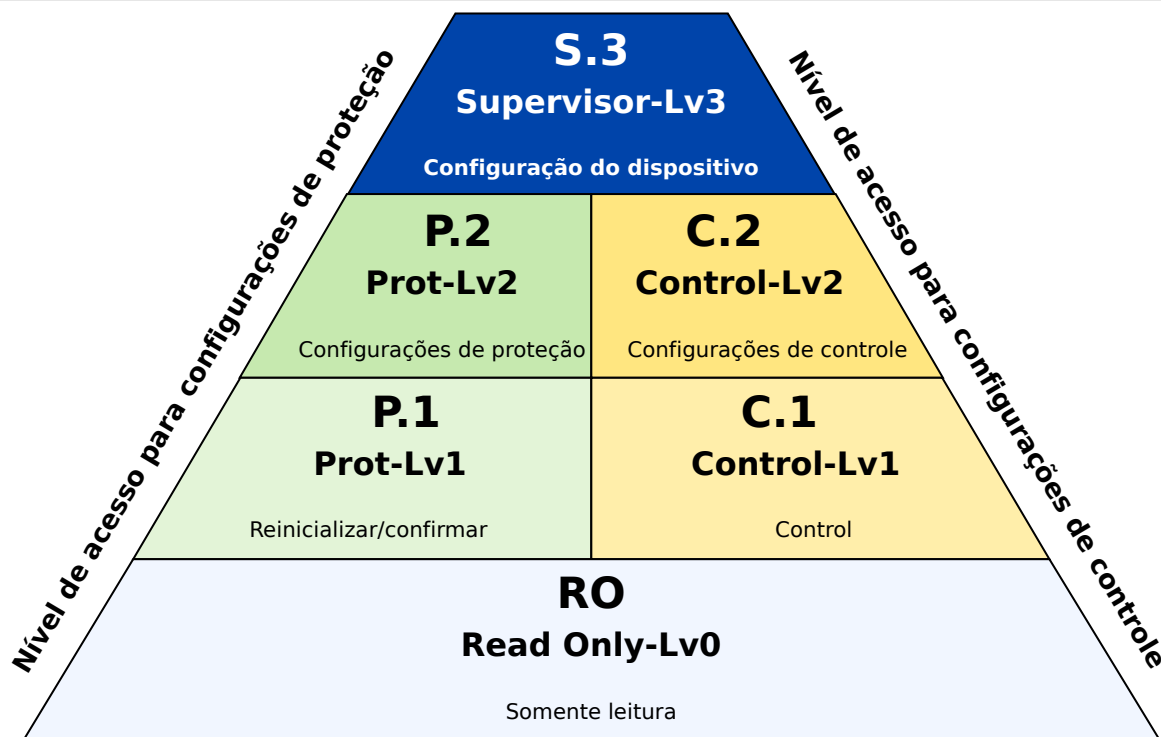 S.3
Supervisor-Lv3
Configuração do dispositivo
Nível de acesso para configurações de proteção
Nível de acesso para configurações de controle
P.2
Prot-Lv2
Configurações de proteção
C.2
Control-Lv2
Configurações de controle
P.1
Prot-Lv1
Reinicializar/confirmar
C.1
Control-Lv1
Control
RO
Read Only-Lv0
Somente leitura